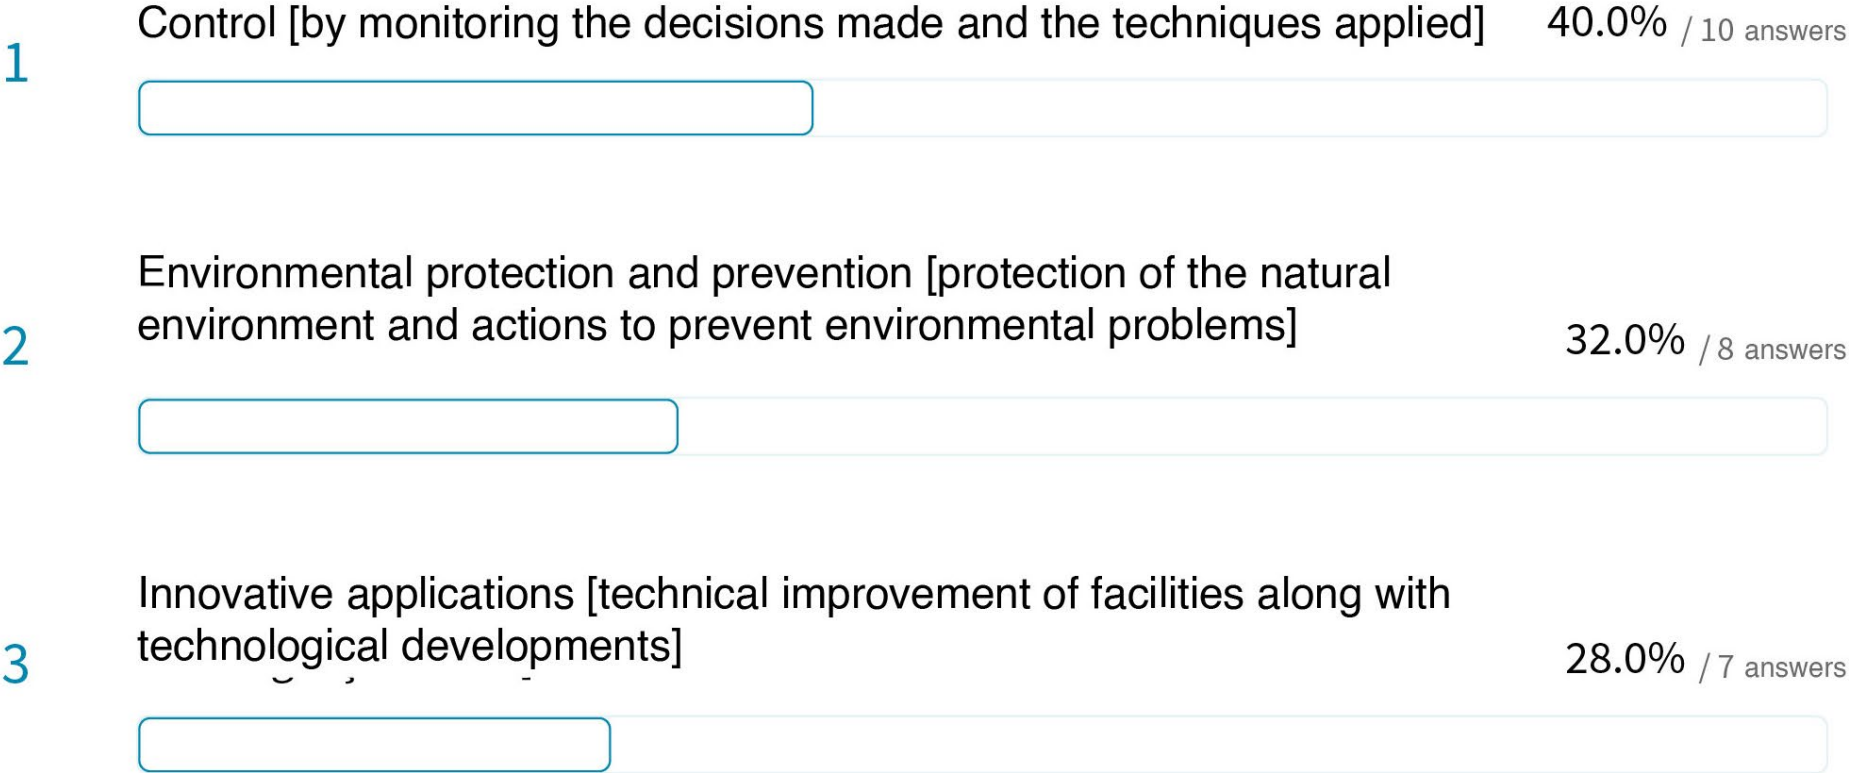 1
Control [by monitoring the decisions made and the techniques applied]
40.0% / 10 answers
2
Environmental protection and prevention [protection of the natural
environment and actions to prevent environmental problems]
32.0% / 8 answers
3
Innovative applications [technical improvement of facilities along with
technological developments]
28.0% / 7 answers